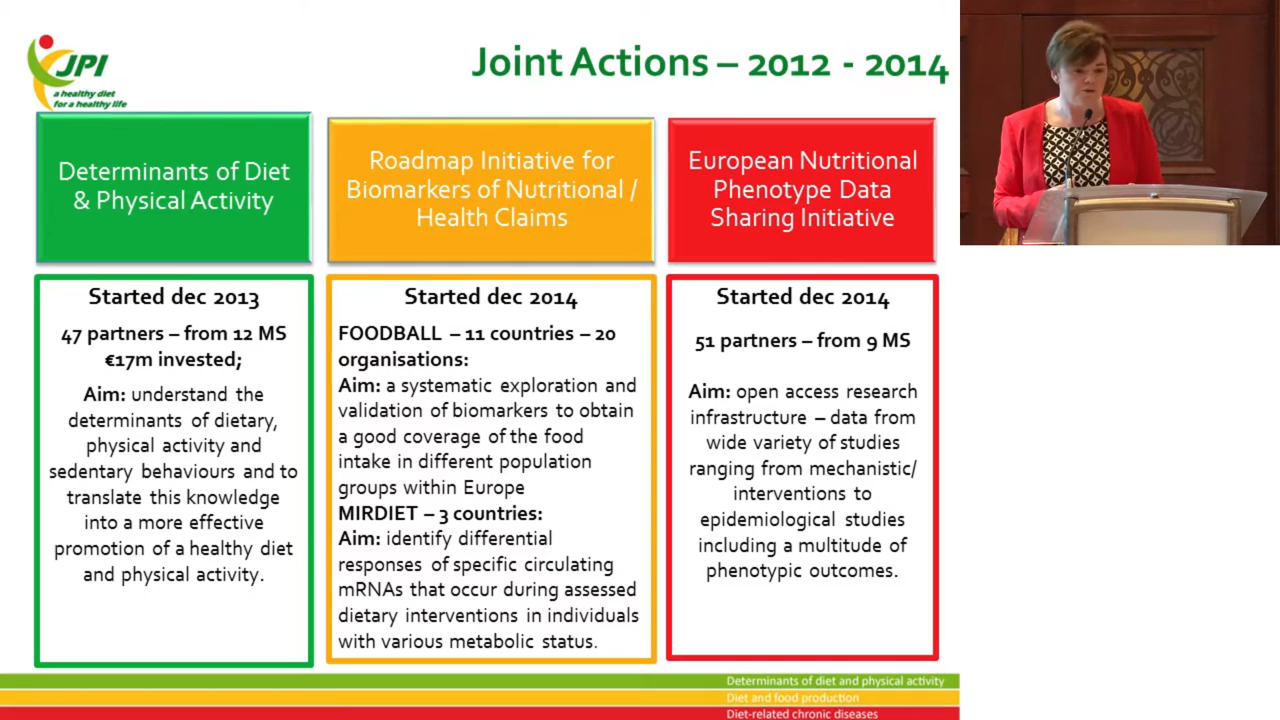 JPI
a healthy diet
for a healthy life
Joint Actions – 2012 - 2014
Determinants of Diet
& Physical Activity
Roadmap Initiative for
Biomarkers of Nutritional /
Health Claims
European Nutritional
Phenotype Data
Sharing Initiative
Started dec 2013
47 partners – from 12 MS
€17m invested;
Aim: understand the
determinants of dietary,
physical activity and
sedentary behaviours and to
translate this knowledge
into a more effective
promotion of a healthy diet
and physical activity.
Started dec 2014
FOODBALL – 11 countries – 20
organisations:
Aim: a systematic exploration and
validation of biomarkers to obtain
a good coverage of the food
intake in different population
groups within Europe
MIRDIET – 3 countries:
Aim: identify differential
responses of specific circulating
mRNAs that occur during assessed
dietary interventions in individuals
with various metabolic status.
Started dec 2014
51 partners – from 9 MS
Aim: open access research
infrastructure – data from
wide variety of studies
ranging from mechanistic/
interventions to
epidemiological studies
including a multitude of
phenotypic outcomes.
Determinants of diet and physical activity
Diet and food production
Diet-related chronic diseases